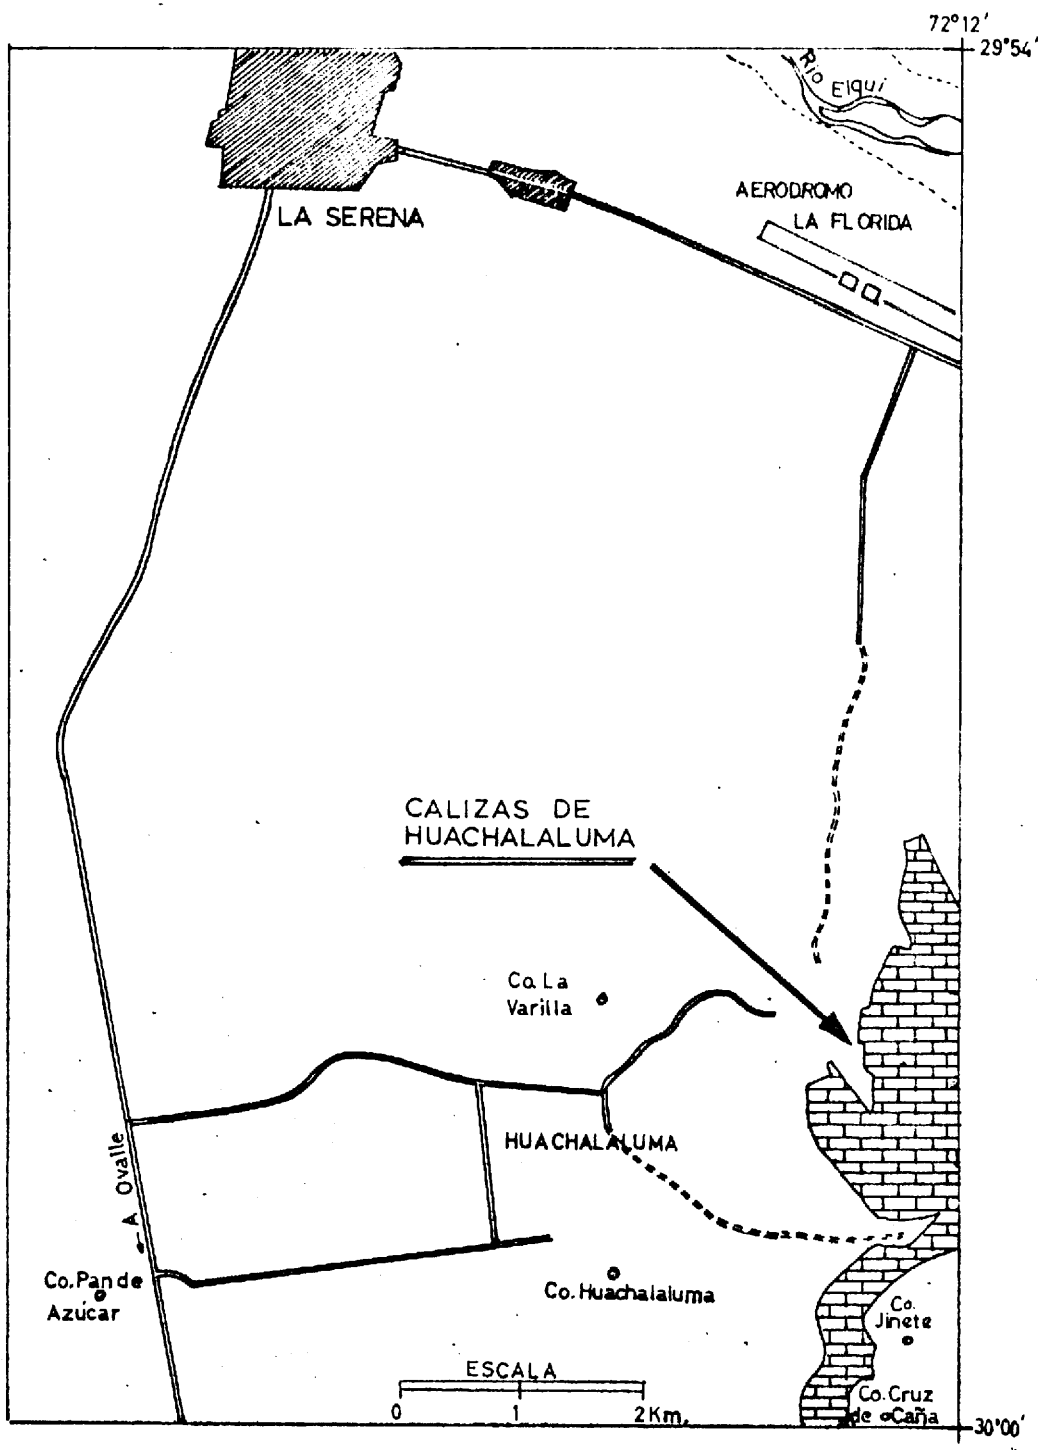 72°12'
29°54'
Rio Elqui
AERODROMO
LA FLORIDA
LA SERENA
CALIZAS DE
HUACHALALUMA
Co. La
Varilla
HUACHALALUMA
A Ovalle
Co. Pan de
Azúcar
Co. Huachalaluma
Co.
Jinete
ESCALA
0 1 2 Km.
Co. Cruz
de Caña
30°00'